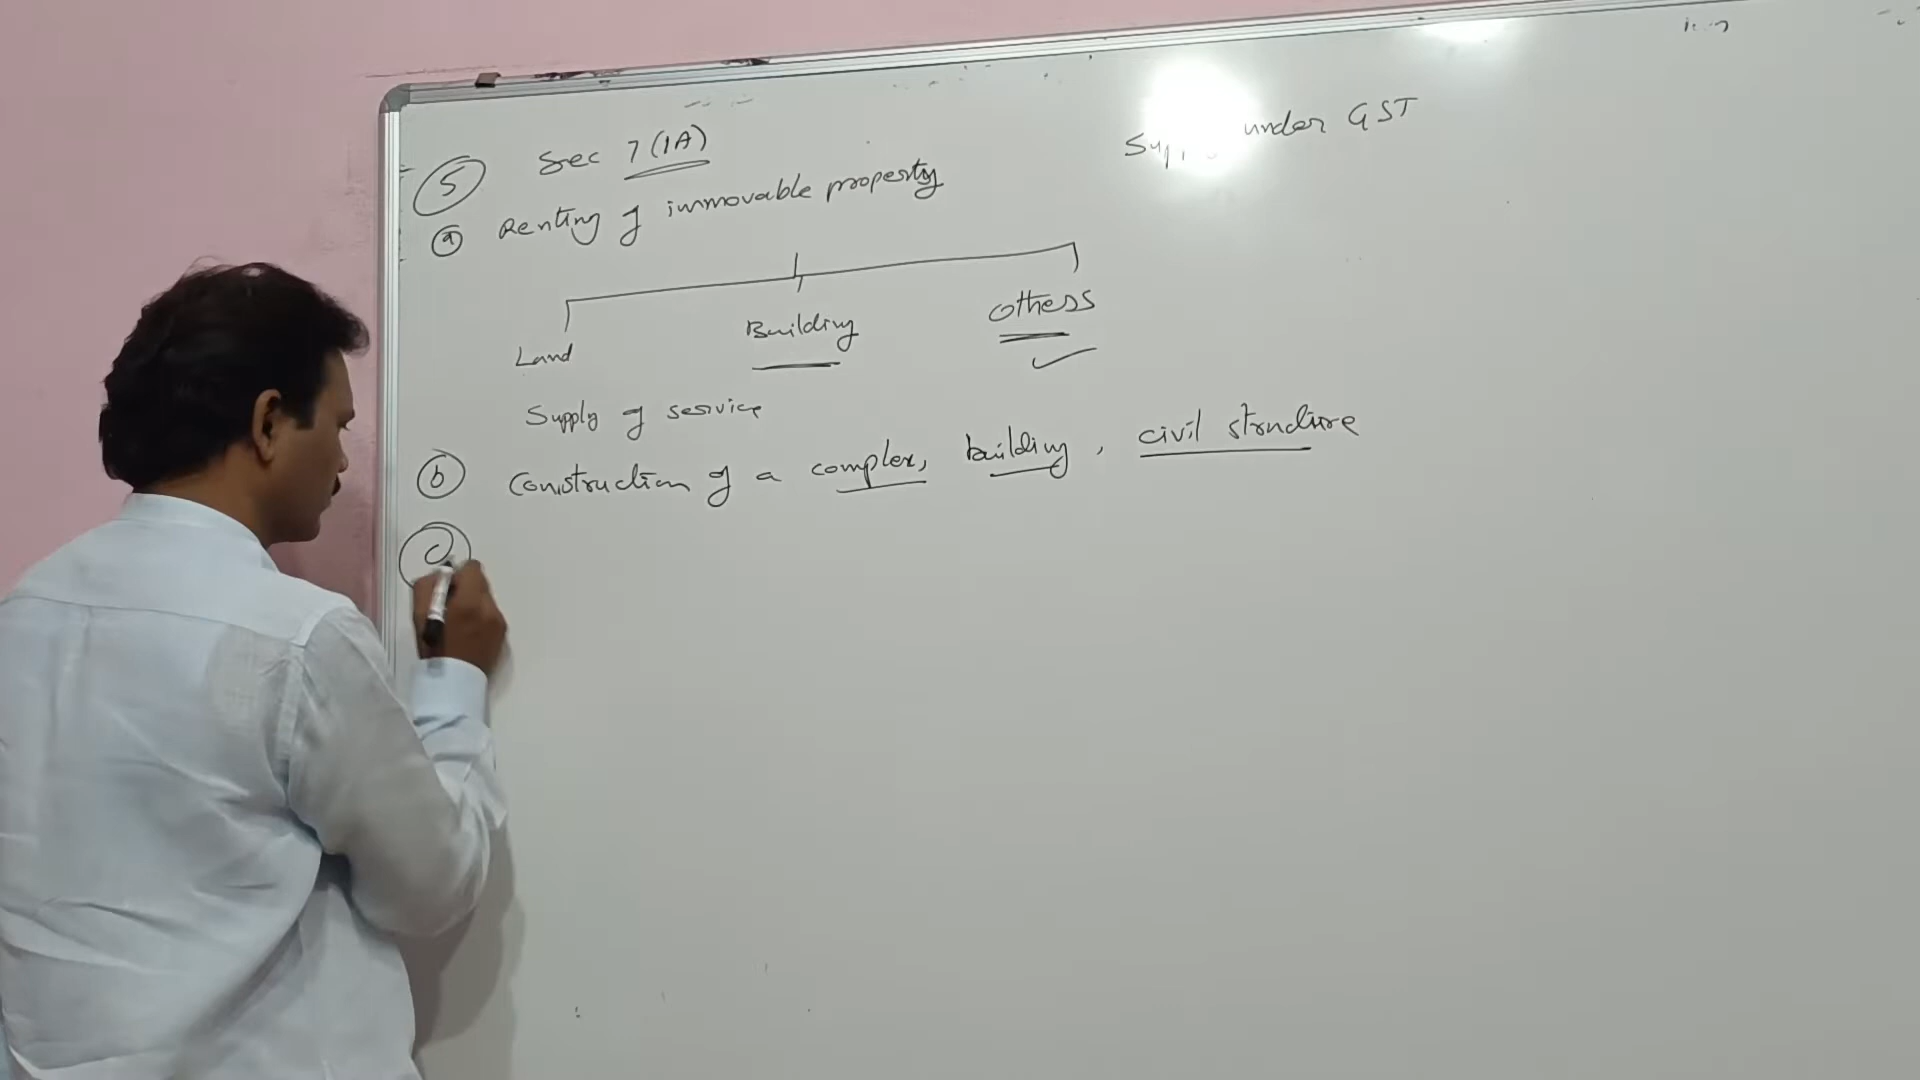 under GST
5 Sec 7(1A)
a Renting of immovable property
Land Building Others
Supply of service
b Construction of a complex, building, civil structure
c